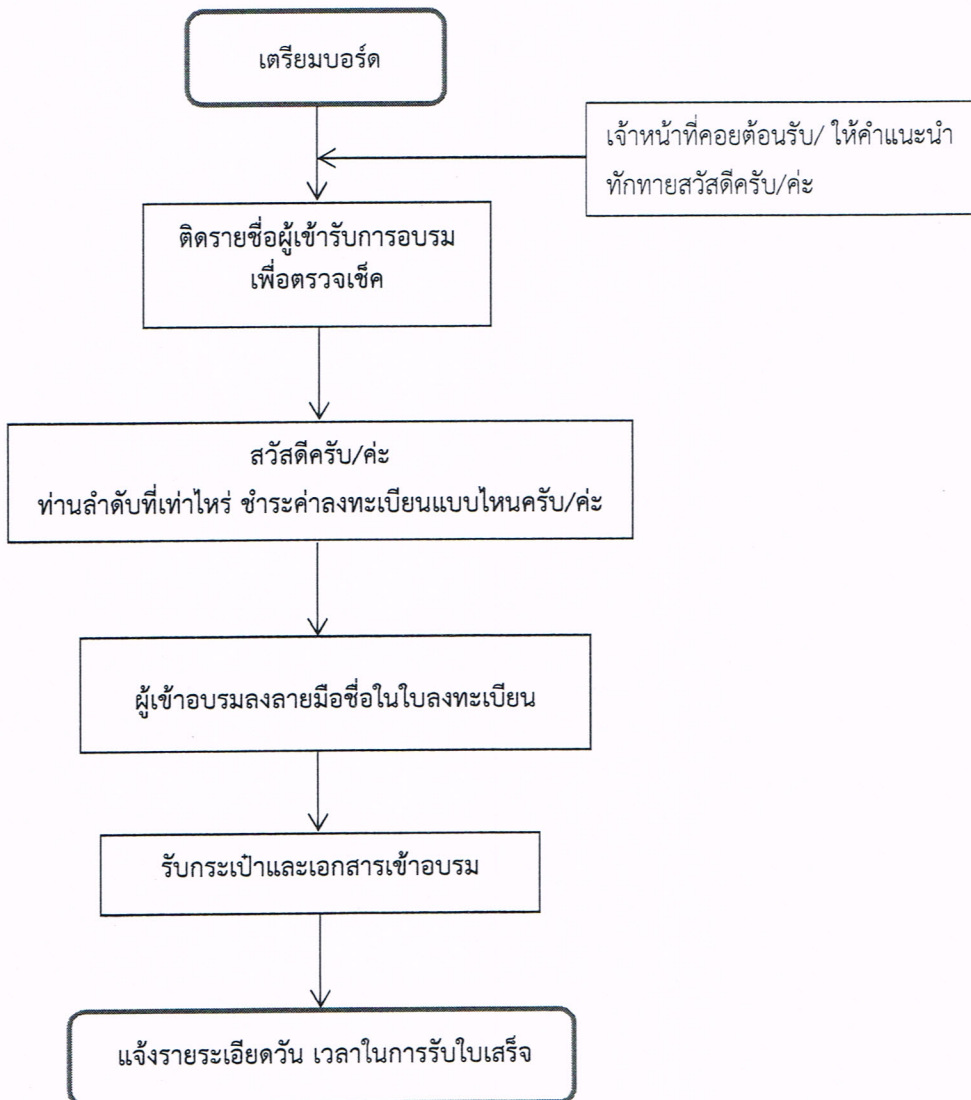 เตรียมบอร์ด
เจ้าหน้าที่คอยต้อนรับ/ ให้คำแนะนำ
ทักทายสวัสดีครับ/ค่ะ
ติดรายชื่อผู้เข้ารับการอบรม
เพื่อตรวจเช็ค
สวัสดีครับ/ค่ะ
ท่านลำดับที่เท่าไหร่ ชำระค่าลงทะเบียนแบบไหนครับ/ค่ะ
ผู้เข้าอบรมลงลายมือชื่อในใบลงทะเบียน
รับกระเป๋าและเอกสารเข้าอบรม
แจ้งรายระเอียดวัน เวลาในการรับใบเสร็จ